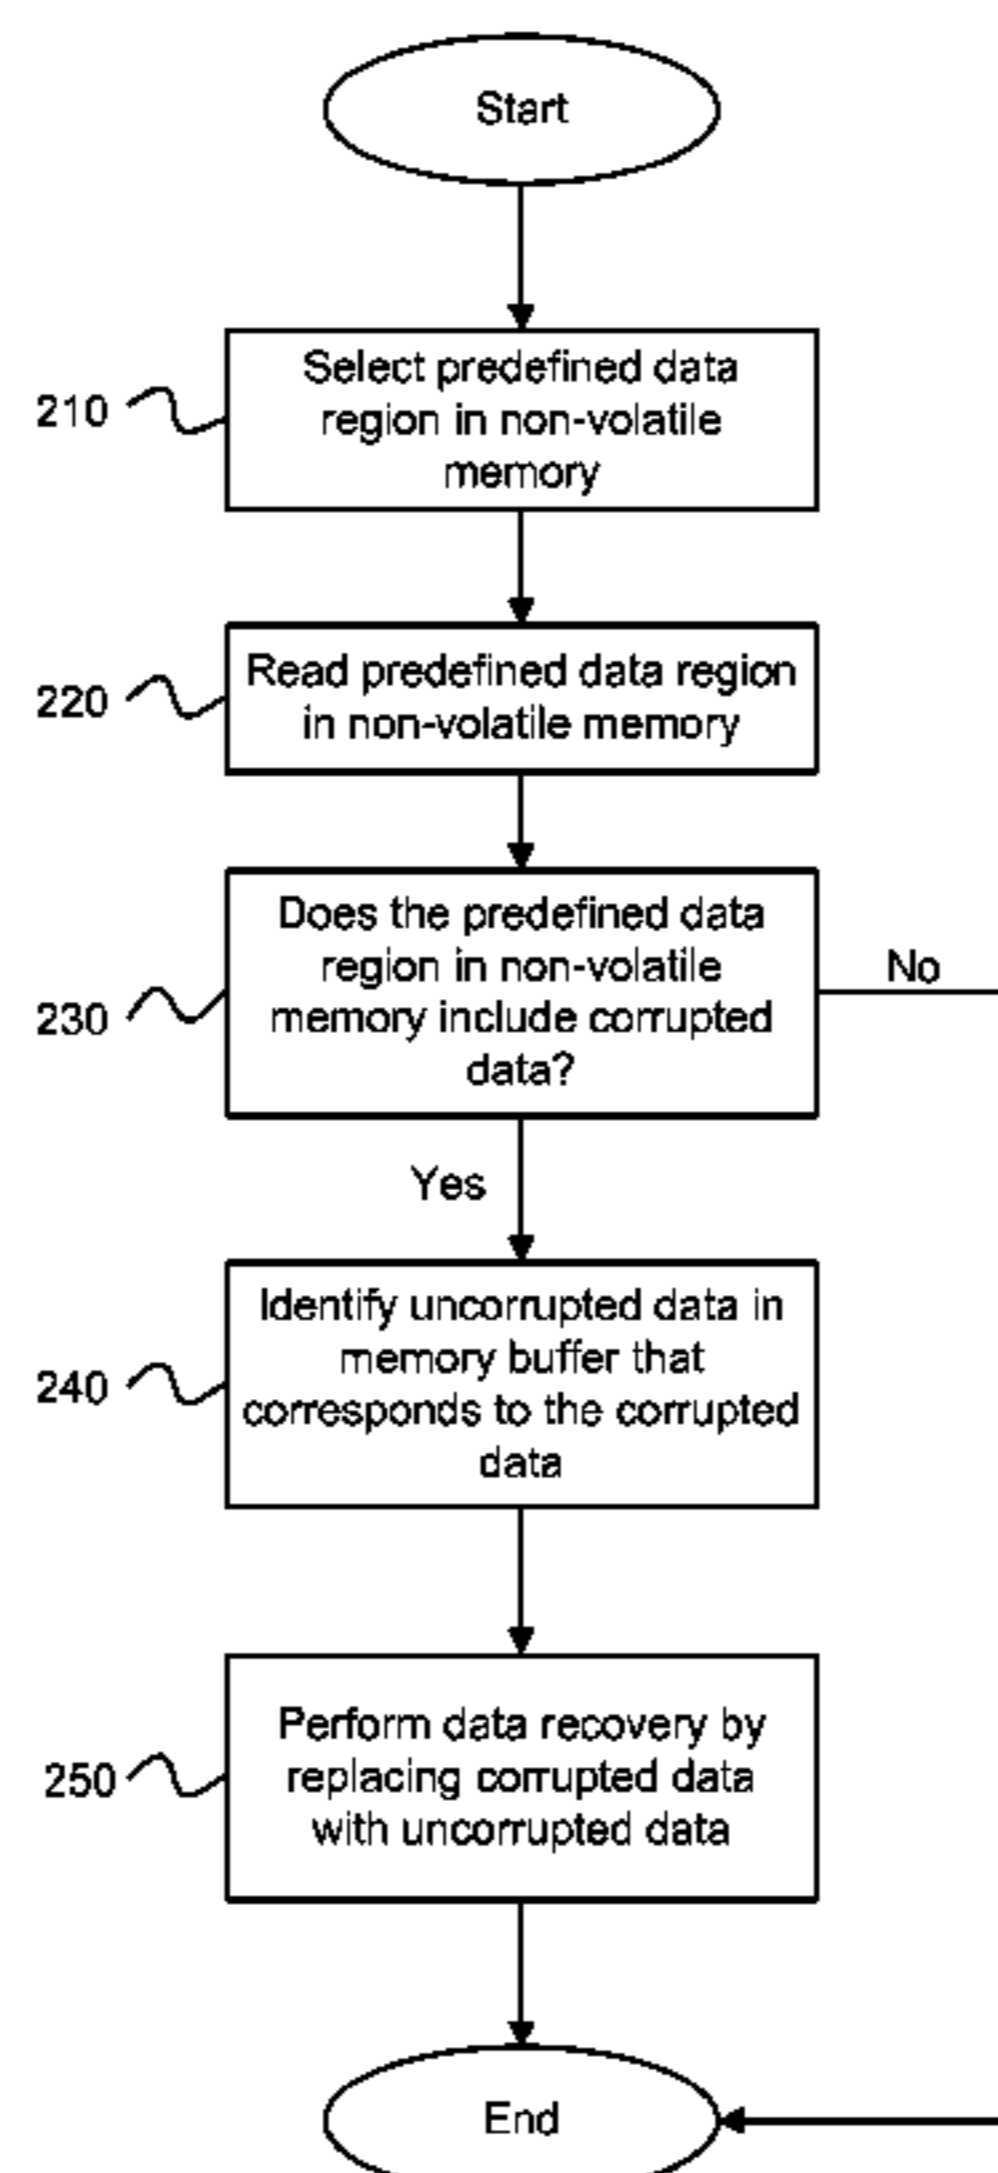 Start
210
Select predefined data
region in non-volatile
memory
220
Read predefined data region
in non-volatile memory
230
Does the predefined data
region in non-volatile
memory include corrupted
data?
No
Yes
240
Identify uncorrupted data in
memory buffer that
corresponds to the corrupted
data
250
Perform data recovery by
replacing corrupted data
with uncorrupted data
End